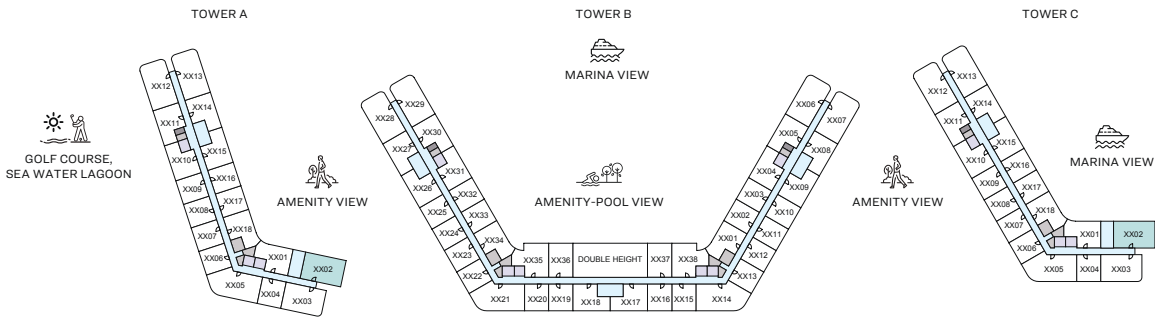 TOWER A
TOWER B
TOWER C
MARINA VIEW
GOLF COURSE,
SEA WATER LAGOON
AMENITY VIEW
AMENITY-POOL VIEW
AMENITY VIEW
MARINA VIEW
XX13
XX12
XX14
XX11
XX15
XX10
XX16
XX09
XX17
XX08
XX18
XX07
XX06
XX01
XX02
XX05
XX04
XX03
XX29
XX28
XX30
XX27
XX31
XX26
XX32
XX25
XX33
XX24
XX34
XX23
XX22
XX35
XX36
DOUBLE HEIGHT
XX37
XX38
XX21
XX20
XX19
XX18
XX17
XX16
XX15
XX14
XX06
XX07
XX05
XX08
XX04
XX09
XX03
XX10
XX02
XX11
XX01
XX12
XX13
XX13
XX12
XX14
XX11
XX15
XX10
XX16
XX09
XX17
XX08
XX18
XX07
XX06
XX01
XX02
XX05
XX04
XX03